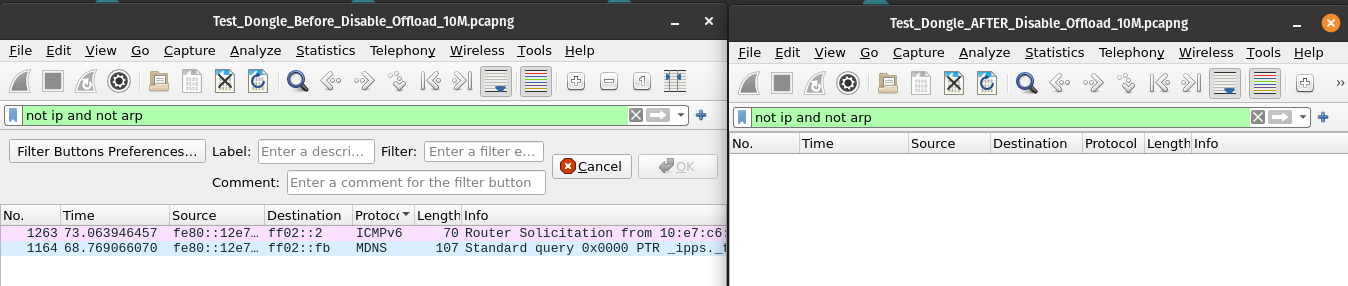 Test_Dongle_Before_Disable_Offload_10M.pcapng
File Edit View Go Capture Analyze Statistics Telephony Wireless Tools Help
not ip and not arp
Filter Buttons Preferences... Label: Enter a descri... Filter: Enter a filter e...
Cancel OK
Comment: Enter a comment for the filter button
No. Time Source Destination Protoc Length Info
1263 73.063946457 fe80::12e7… ff02::2 ICMPv6 70 Router Solicitation from 10:e7:c6:
1164 68.769066070 fe80::12e7… ff02::fb MDNS 107 Standard query 0x0000 PTR _ipps._t
Test_Dongle_AFTER_Disable_Offload_10M.pcapng
File Edit View Go Capture Analyze Statistics Telephony Wireless Tools Help
not ip and not arp
No. Time Source Destination Protocol Length Info